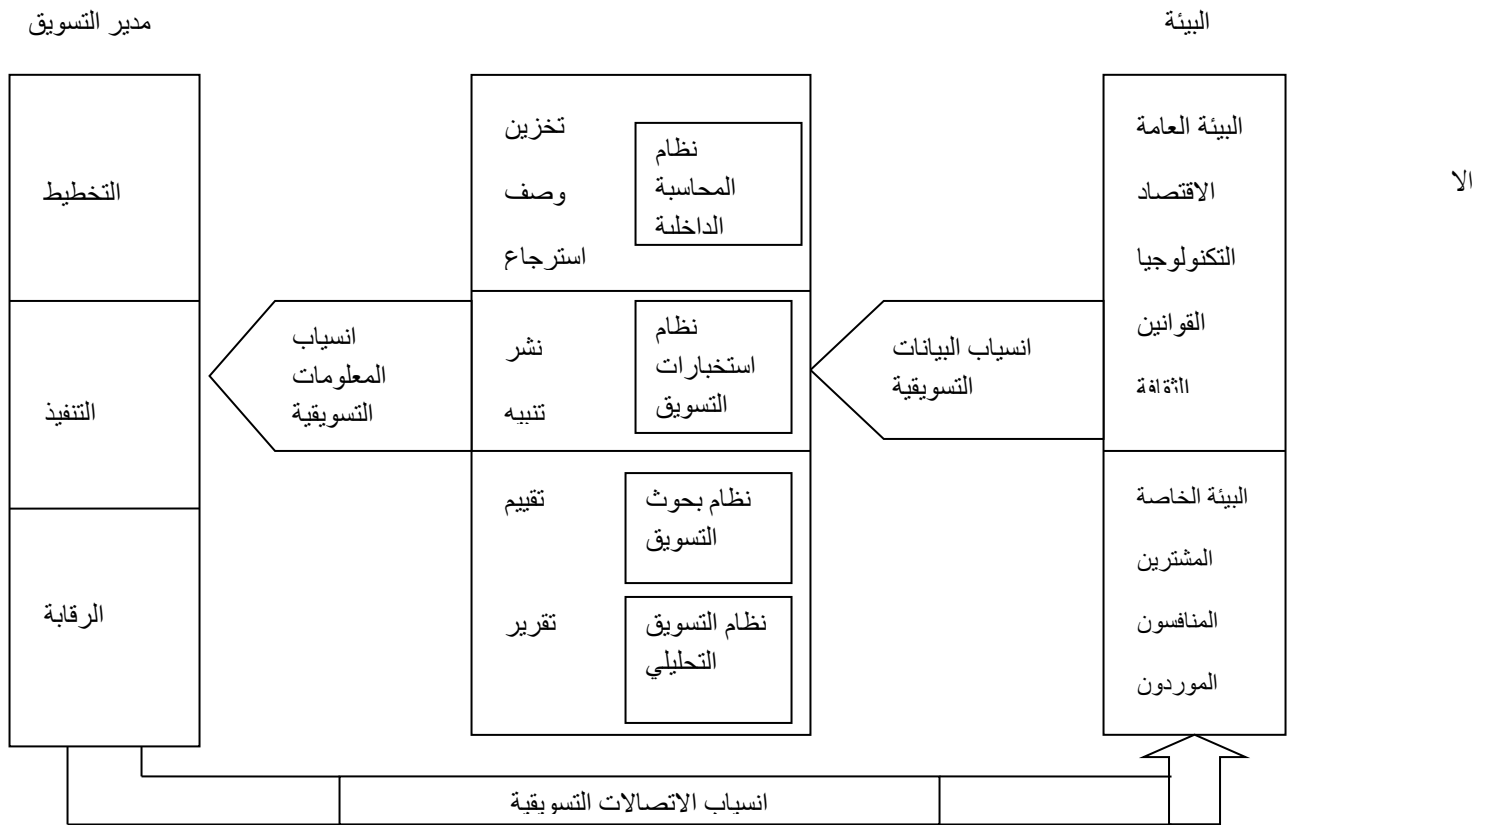 البيئة
مدير التسويق
الا
البيئة العامة
الاقتصاد
التكنولوجيا
القوانين
الثقافة
البيئة الخاصة
المشترين
المنافسون
الموردون
انسياب البيانات
التسويقية
نظام
المحاسبة
الداخلية
تخزين
وصف
استرجاع
نظام
استخبارات
التسويق
نشر
تنبيه
نظام بحوث
التسويق
تقييم
نظام التسويق
التحليلي
تقرير
انسياب
المعلومات
التسويقية
التخطيط
التنفيذ
الرقابة
انسياب الاتصالات التسويقية